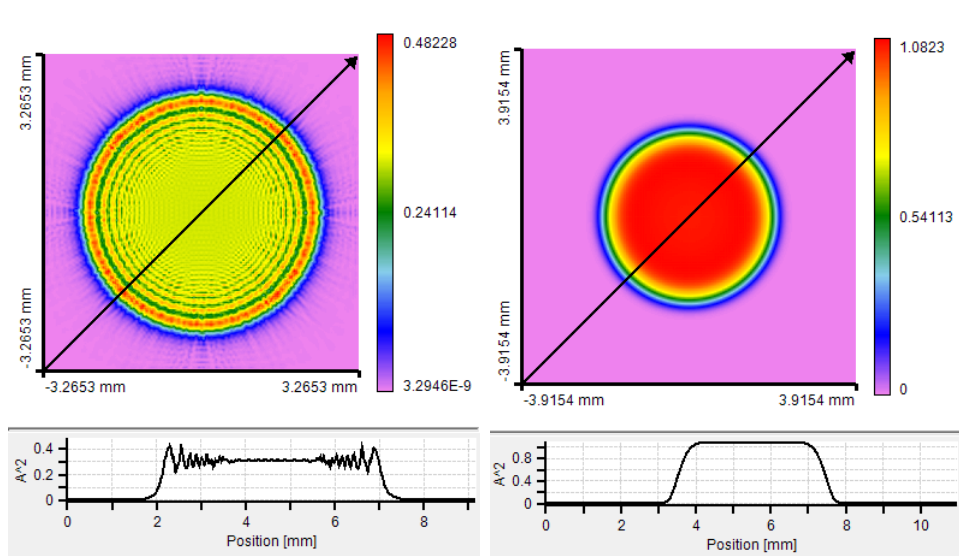 3.2653 mm
-3.2653 mm
-3.2653 mm
3.2653 mm
0.48228
0.24114
3.2946E-9
3.9154 mm
-3.9154 mm
-3.9154 mm
3.9154 mm
1.0823
0.54113
0
A^2
0.4
0.2
0
0
2
4
6
8
Position [mm]
A^2
0.8
0.4
0
0
2
4
6
8
10
Position [mm]